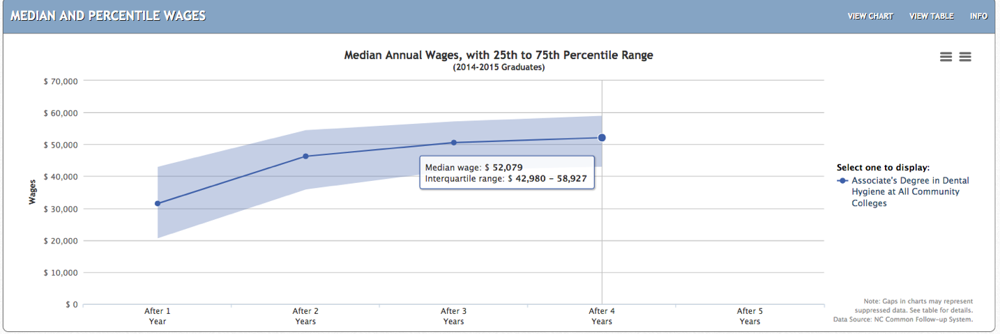 MEDIAN AND PERCENTILE WAGES
VIEW CHART VIEW TABLE INFO
Median Annual Wages, with 25th to 75th Percentile Range
(2014-2015 Graduates)
$ 70,000
$ 60,000
$ 50,000
$ 40,000
$ 30,000
$ 20,000
$ 10,000
$ 0
Wages
Median wage: $ 52,079
Interquartile range: $ 42,980 - 58,927
After 1
Year
After 2
Years
After 3
Years
After 4
Years
After 5
Years
Select one to display:
Associate's Degree in Dental
Hygiene at All Community
Colleges
Note: Gaps in charts may represent
suppressed data. See table for details.
Data Source: NC Common Follow-up System.